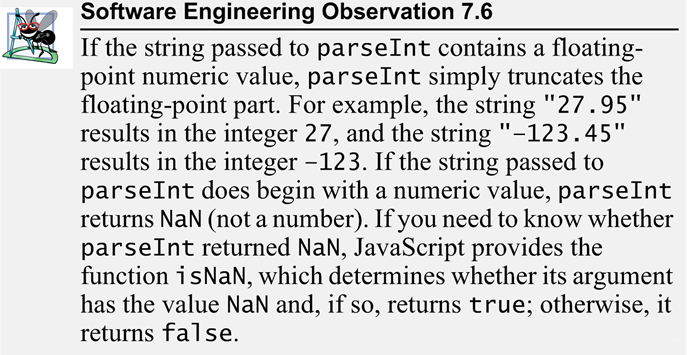 Software Engineering Observation 7.6
If the string passed to parseInt contains a floating-
point numeric value, parseInt simply truncates the
floating-point part. For example, the string "27.95"
results in the integer 27, and the string "–123.45"
results in the integer –123. If the string passed to
parseInt does begin with a numeric value, parseInt
returns NaN (not a number). If you need to know whether
parseInt returned NaN, JavaScript provides the
function isNaN, which determines whether its argument
has the value NaN and, if so, returns true; otherwise, it
returns false.